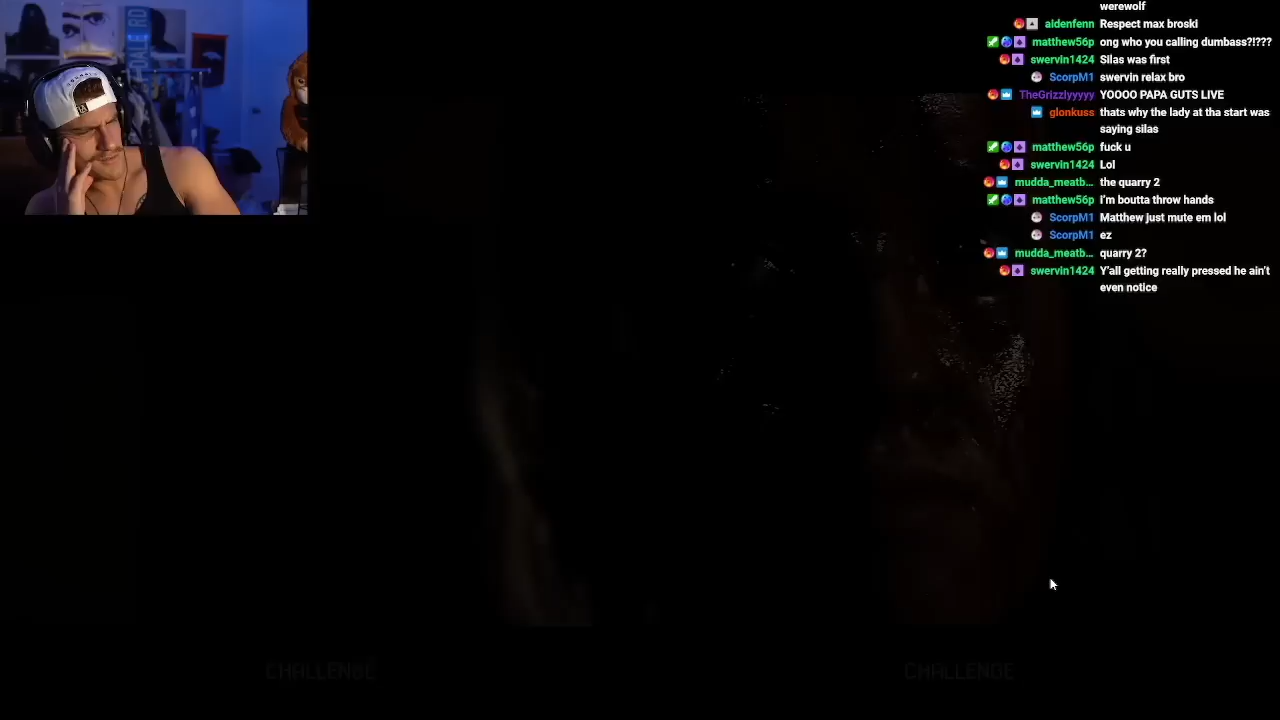 DALE RD
werewolf
aldenfenn Respect max broski
matthew56p ong who you calling dumbass?!???
swervin1424 Silas was first
ScorpM1 swervin relax bro
TheGrizzlyyyyy YOOOO PAPA GUTS LIVE
glonkuss thats why the lady at tha start was
saying silas
matthew56p fuck u
swervin1424 Lol
mudda_meatb... the quarry 2
matthew56p I'm boutta throw hands
ScorpM1 Matthew just mute em lol
ScorpM1 ez
mudda_meatb... quarry 2?
swervin1424 Y'all getting really pressed he ain't
even notice
CHALLENGE CHALLENGE